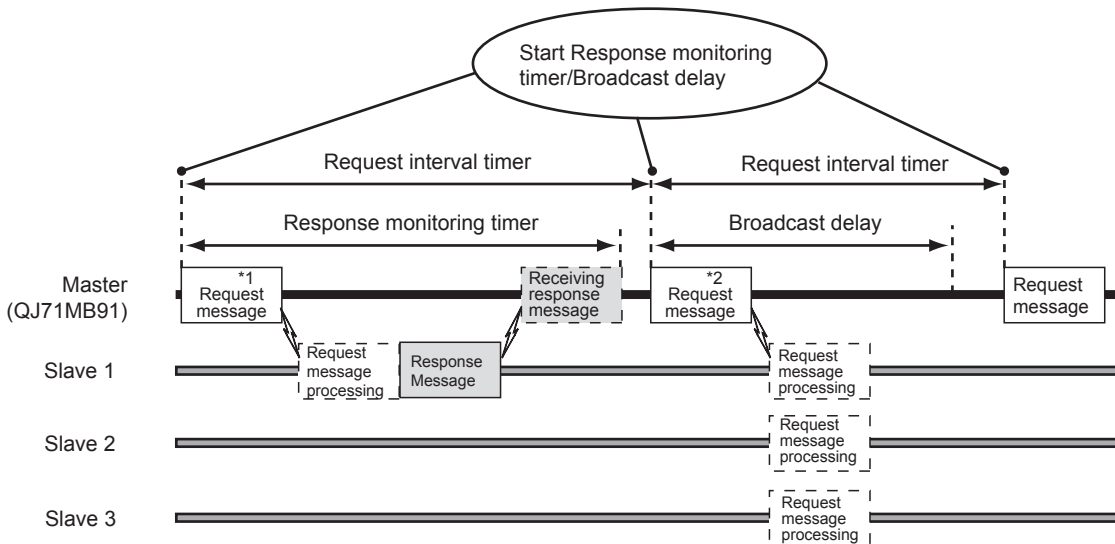 Start Response monitoring
timer/Broadcast delay
Request interval timer
Request interval timer
Response monitoring timer
Broadcast delay
Master
(QJ71MB91)
*1
Request
message
Receiving
response
message
*2
Request
message
Request
message
Slave 1
Request
message
processing
Response
Message
Request
message
processing
Slave 2
Request
message
processing
Slave 3
Request
message
processing